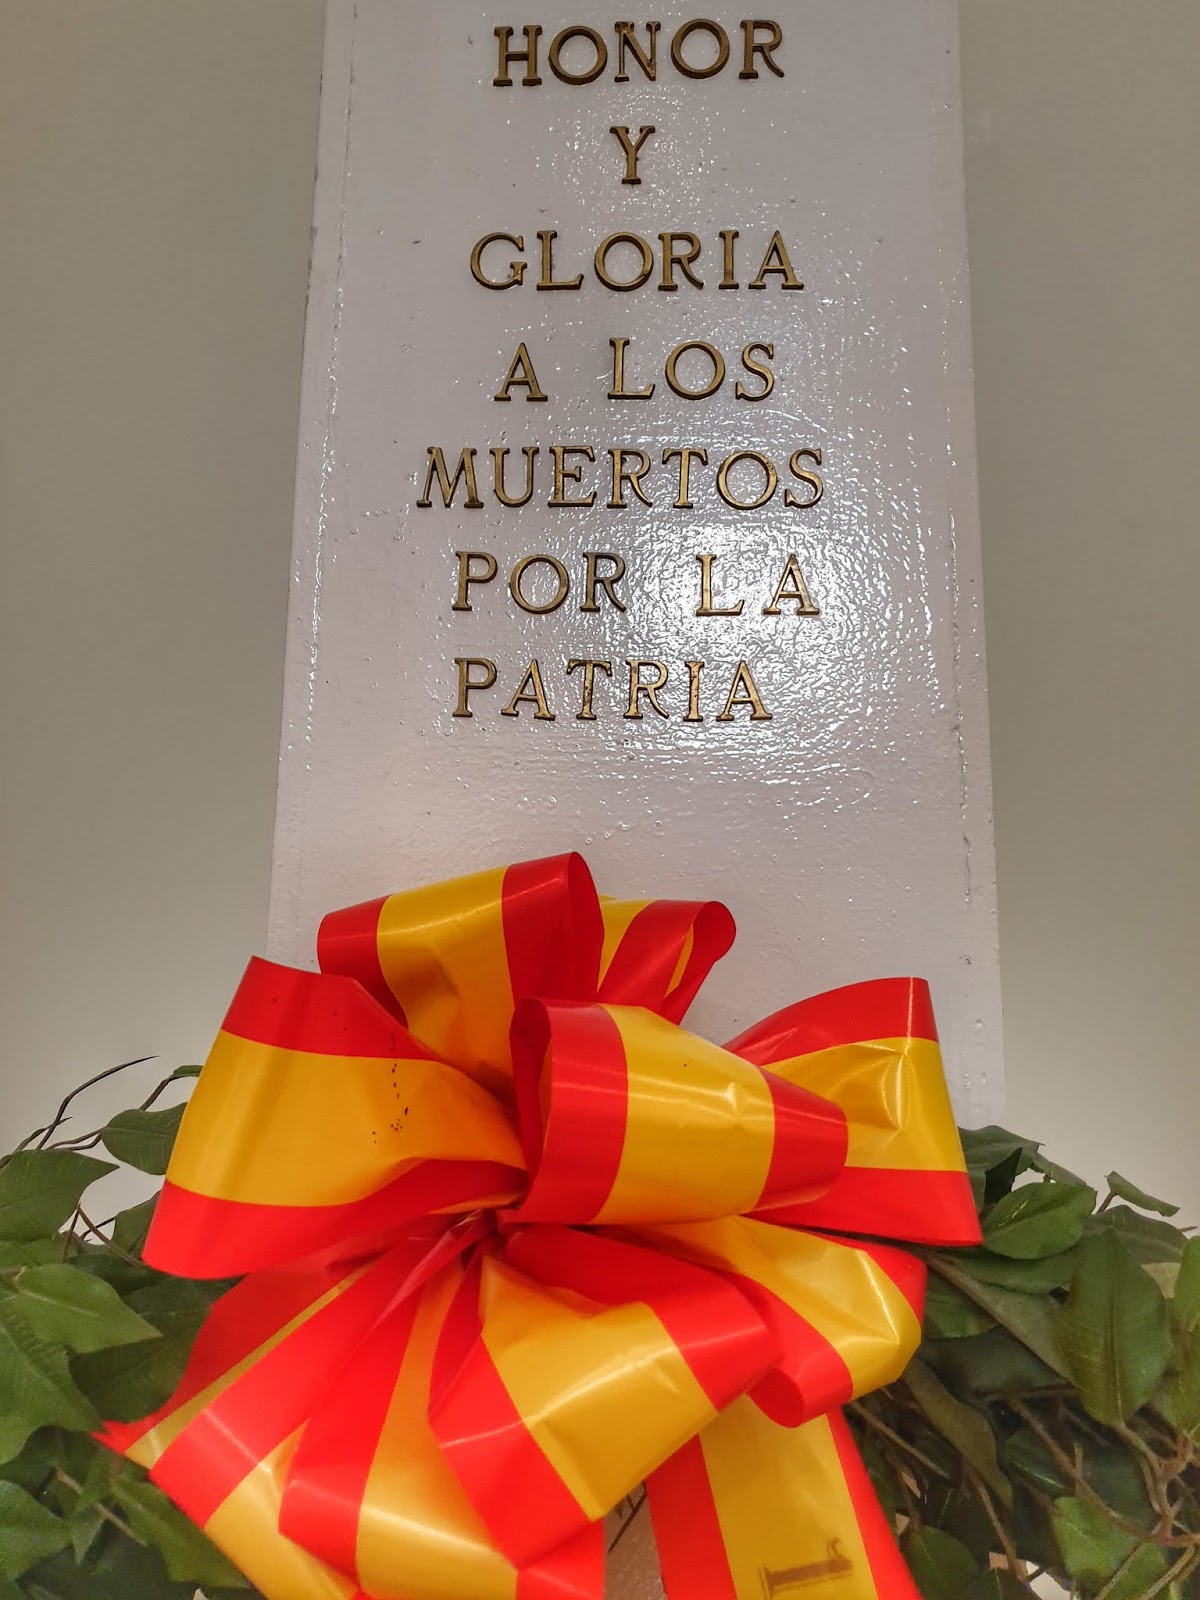 HONOR
Y
GLORIA
A LOS
MUERTOS
POR LA
PATRIA